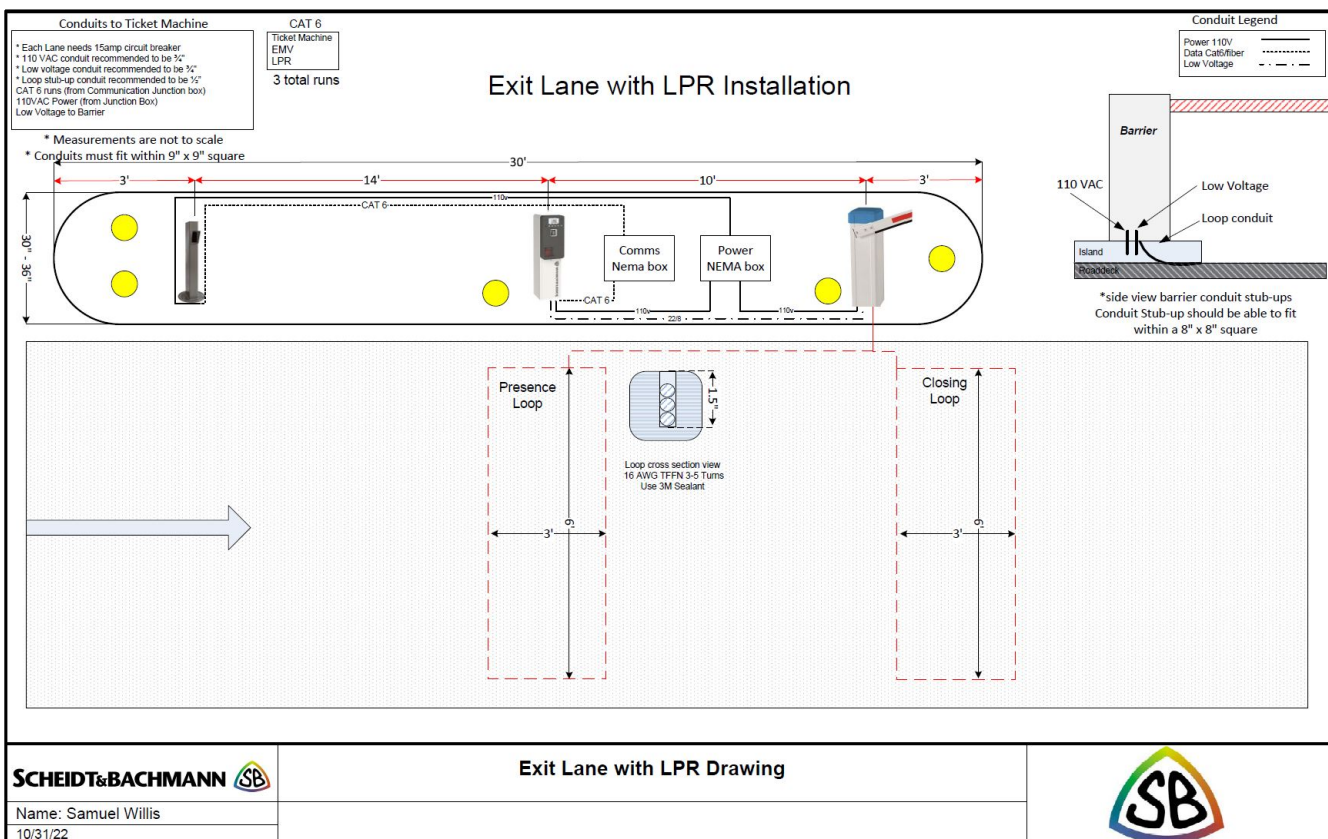 Conduits to Ticket Machine
* Each Lane needs 15amp circuit breaker
* 110 VAC conduit recommended to be ¾"
* Low voltage conduit recommended to be ¾"
* Loop stub-up conduit recommended to be ½"
CAT 6 runs (from Communication Junction box)
110VAC Power (from Junction Box)
Low Voltage to Barrier
CAT 6
Ticket Machine
EMV
LPR
3 total runs
* Measurements are not to scale
* Conduits must fit within 9" x 9" square
Exit Lane with LPR Installation
Conduit Legend
Power 110V
Data Cat6/fiber
Low Voltage
30'
3'
14'
10'
3'
30" - 36"
110v
CAT 6
Comms
Nema box
Power
NEMA box
CAT 6
110v
110v
22/8
Barrier
110 VAC
Low Voltage
Loop conduit
Island
Roaddeck
*side view barrier conduit stub-ups
Conduit Stub-up should be able to fit
within a 8" x 8" square
Presence
Loop
1.5"
Closing
Loop
Loop cross section view
16 AWG TFFN 3-5 Turns
Use 3M Sealant
3'
6'
3'
6'
SCHEIDT&BACHMANN SB
Exit Lane with LPR Drawing
SB
Name: Samuel Willis
10/31/22